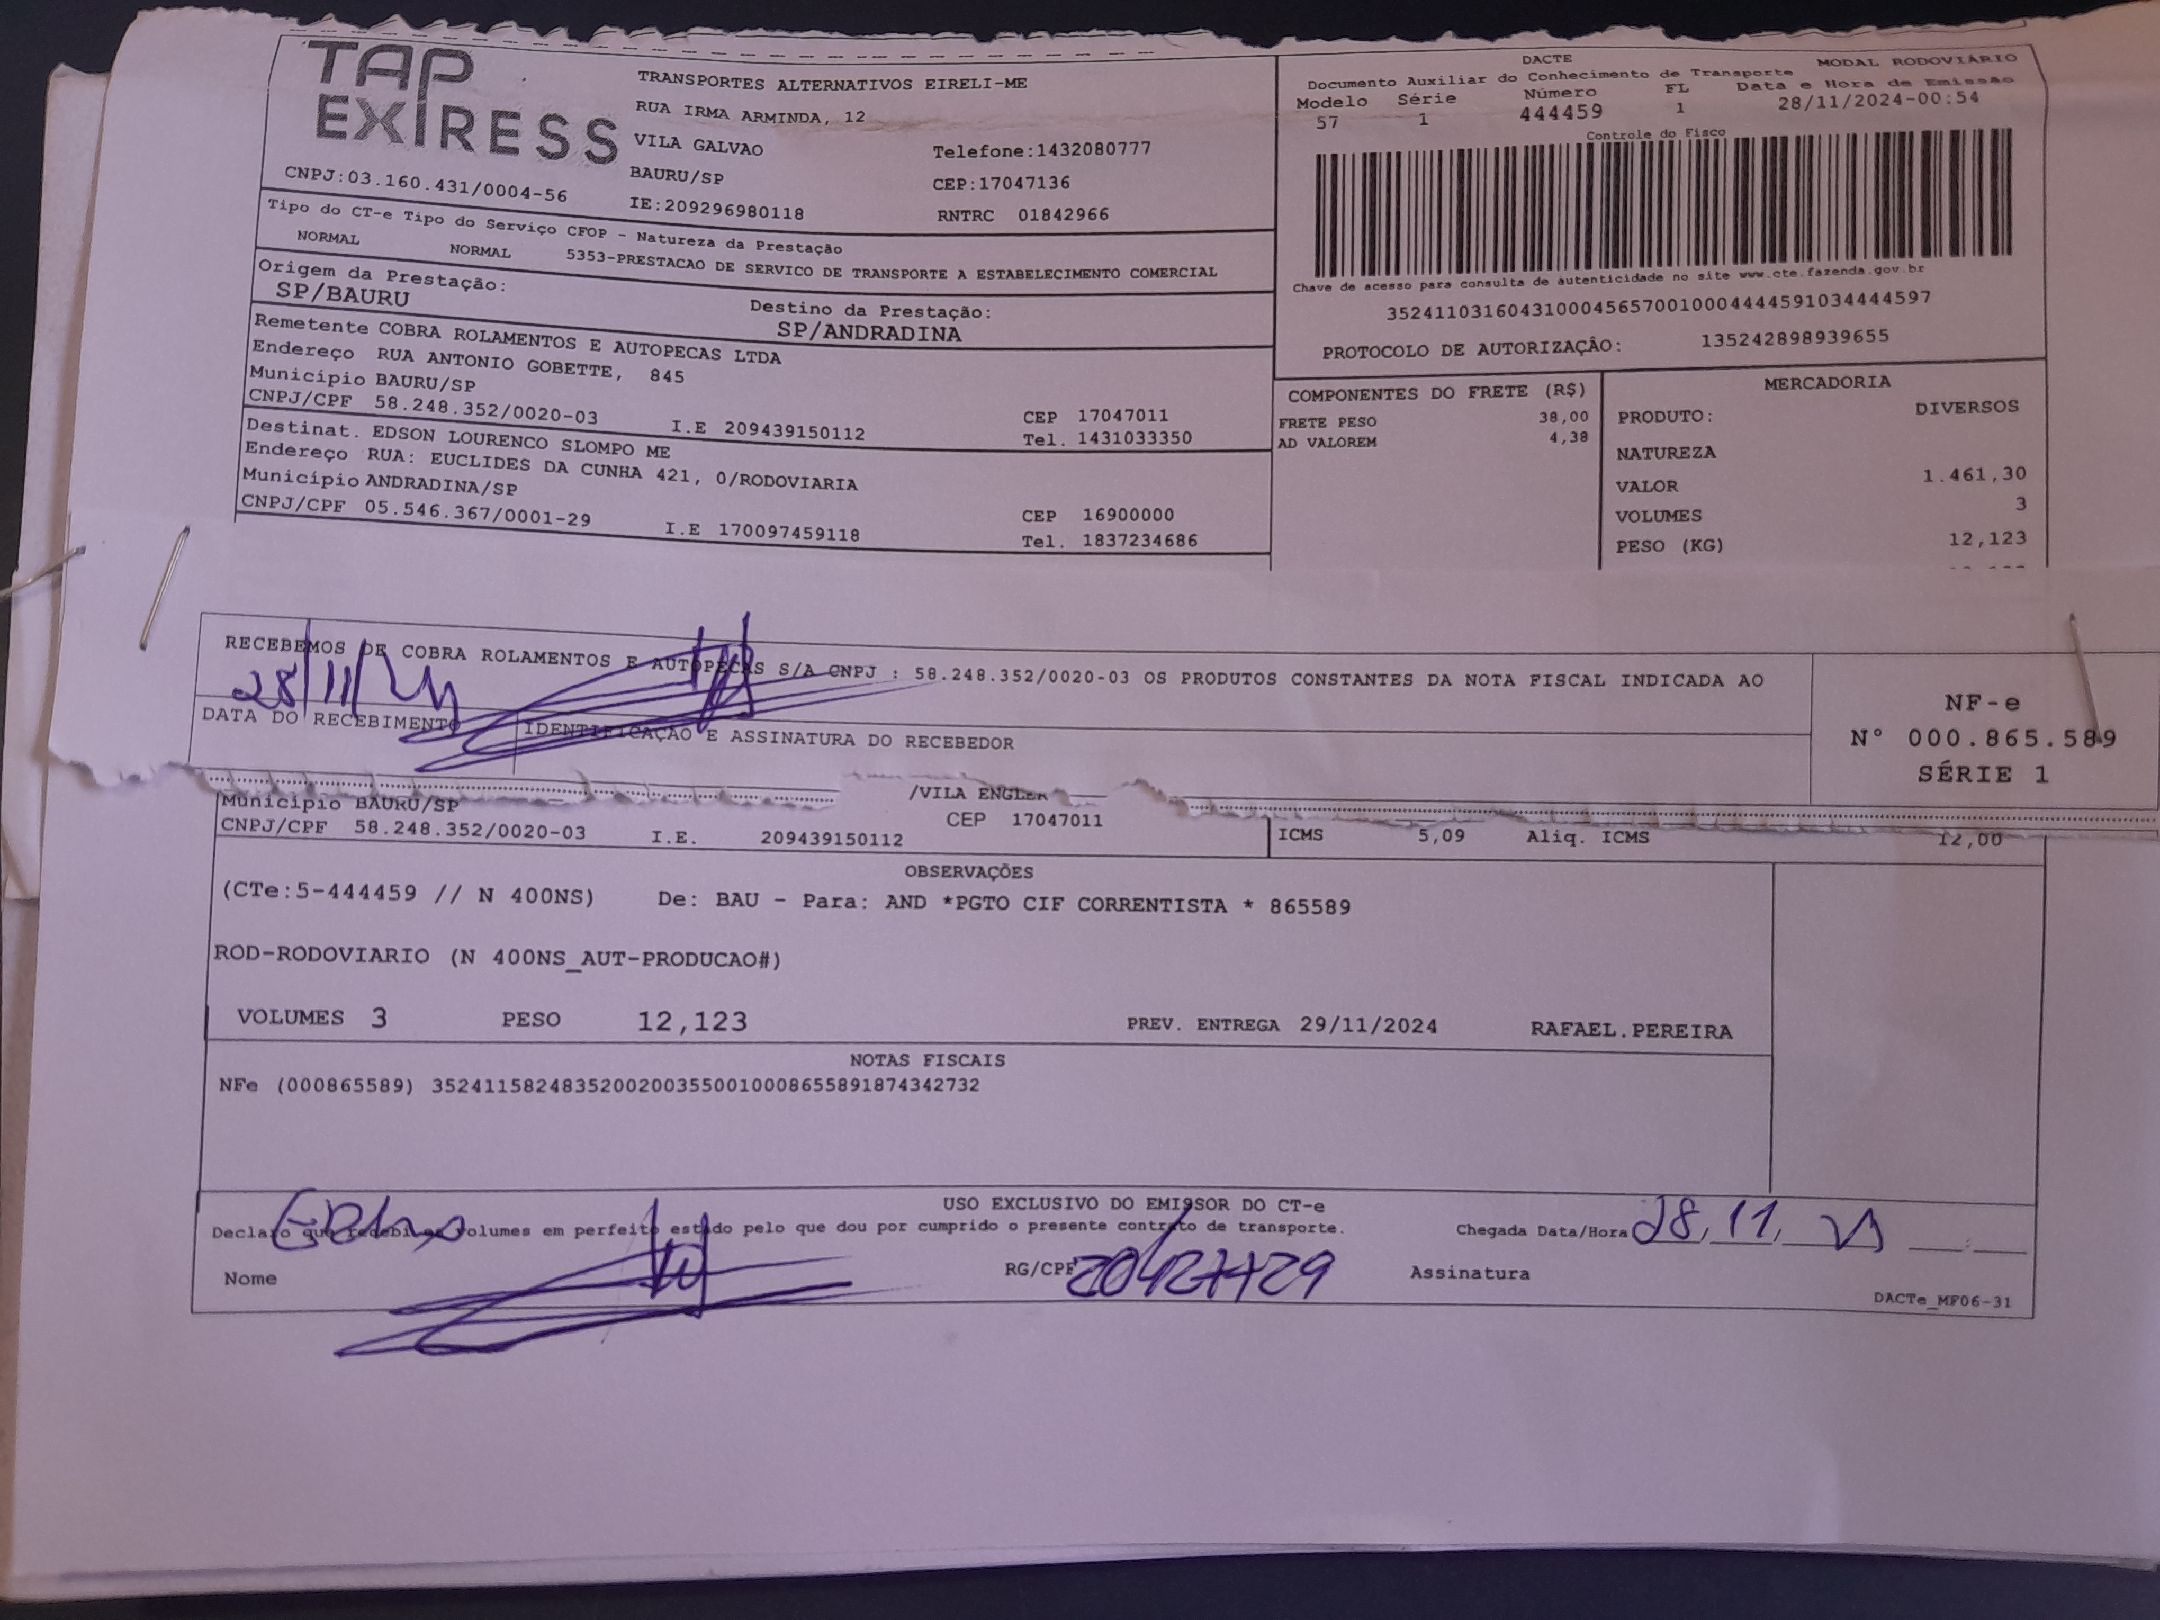 TAP
EXIRESS
CNPJ:03.160.431/0004-56
TRANSPORTES ALTERNATIVOS EIRELI-ME
RUA IRMA ARMINDA, 12
VILA GALVAO
Telefone:1432080777
BAURU/SP
CEP:17047136
IE:209296980118
RNTRC 01842966
DACTE
MODAL RODOVIÁRIO
Documento Auxiliar do Conhecimento de Transporte
Modelo Série Número FL Data e Hora de Emissão
57 1 444459 1 28/11/2024-00:54
Controle do Fisco
Chave de acesso para consulta de autenticidade no site www.cte.fazenda.gov.br
35241103160431000456570010004444591034444597
PROTOCOLO DE AUTORIZAÇÃO: 135242898939655
Tipo do CT-e Tipo do Serviço CFOP - Natureza da Prestação
NORMAL NORMAL 5353-PRESTACAO DE SERVICO DE TRANSPORTE A ESTABELECIMENTO COMERCIAL
Origem da Prestação:
SP/BAURU
Destino da Prestação:
SP/ANDRADINA
Remetente COBRA ROLAMENTOS E AUTOPECAS LTDA
Endereço RUA ANTONIO GOBETTE, 845
Município BAURU/SP
CEP 17047011
CNPJ/CPF 58.248.352/0020-03 I.E 209439150112 Tel. 1431033350
Destinat. EDSON LOURENCO SLOMPO ME
Endereço RUA: EUCLIDES DA CUNHA 421, 0/RODOVIARIA
Município ANDRADINA/SP
CEP 16900000
CNPJ/CPF 05.546.367/0001-29 I.E 170097459118 Tel. 1837234686
COMPONENTES DO FRETE (R$)
FRETE PESO 38,00
AD VALOREM 4,38
MERCADORIA
PRODUTO: DIVERSOS
NATUREZA
VALOR 1.461,30
VOLUMES 3
PESO (KG) 12,123
RECEBEMOS DE COBRA ROLAMENTOS E AUTOPECAS S/A CNPJ : 58.248.352/0020-03 OS PRODUTOS CONSTANTES DA NOTA FISCAL INDICADA AO
28/11/24
DATA DO RECEBIMENTO
IDENTIFICAÇÃO E ASSINATURA DO RECEBEDOR
NF-e
N° 000.865.589
SÉRIE 1
Município BAURU/SP
/VILA ENGLER
CEP 17047011
CNPJ/CPF 58.248.352/0020-03 I.E. 209439150112
ICMS 5,09 Aliq. ICMS 12,00
OBSERVAÇÕES
(CTe:5-444459 // N 400NS) De: BAU - Para: AND *PGTO CIF CORRENTISTA * 865589
ROD-RODOVIARIO (N 400NS_AUT-PRODUCAO#)
VOLUMES 3 PESO 12,123 PREV. ENTREGA 29/11/2024 RAFAEL.PEREIRA
NOTAS FISCAIS
NFe (000865589) 35241158248352002003550010008655891874342732
USO EXCLUSIVO DO EMISSOR DO CT-e
Declaro que recebi os volumes em perfeito estado pelo que dou por cumprido o presente contrato de transporte.
Chegada Data/Hora 28, 11,
Nome
RG/CPF
Assinatura
DACTe_MF06-31